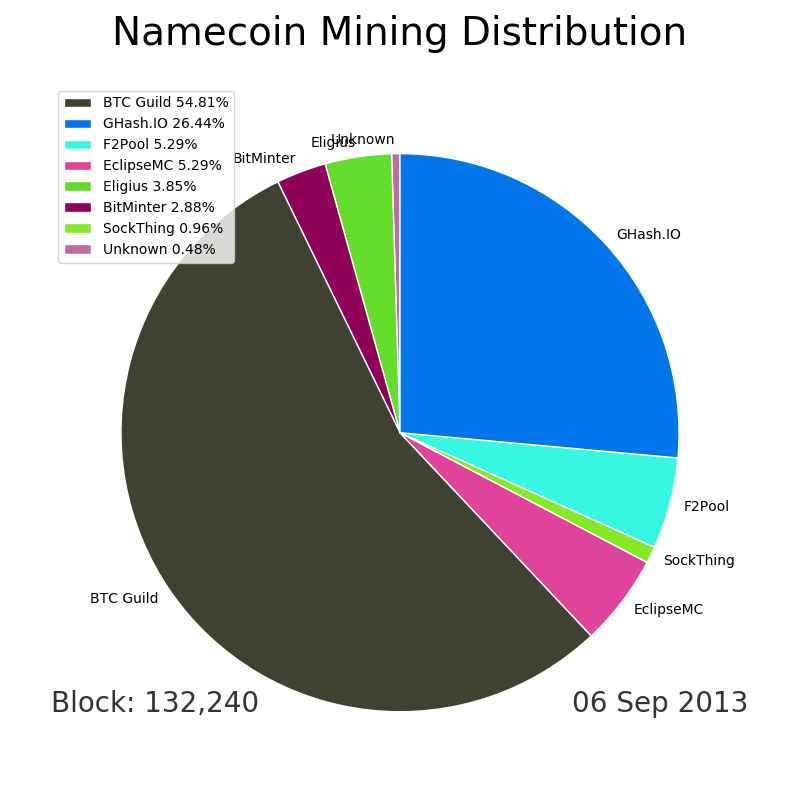 Namecoin Mining Distribution
BTC Guild 54.81%
GHash.IO 26.44%
F2Pool 5.29%
EclipseMC 5.29%
Eligius 3.85%
BitMinter 2.88%
SockThing 0.96%
Unknown 0.48%
Unknown
Eligius
BitMinter
GHash.IO
F2Pool
SockThing
EclipseMC
BTC Guild
Block: 132,240
06 Sep 2013